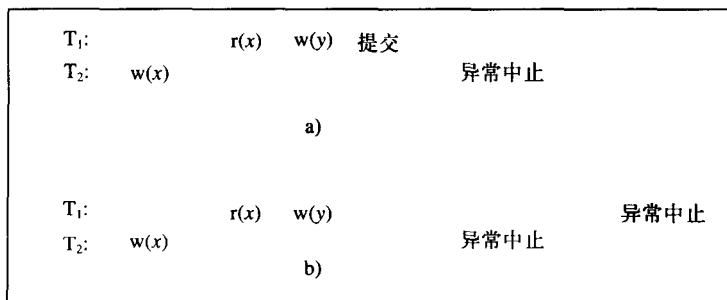 T₁: r(x) w(y) 提交
T₂: w(x) 异常中止
a)
T₁: r(x) w(y) 异常中止
T₂: w(x) 异常中止
b)